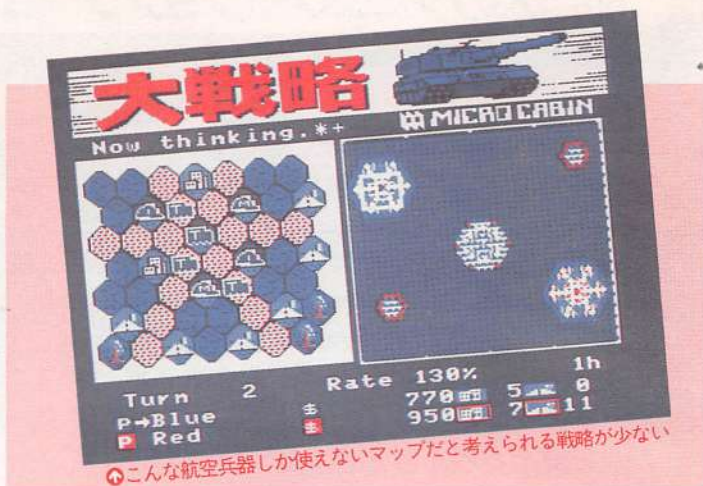 大戦略
MICRO CABIN
Now thinking.*+
Turn 2 Rate 130% 1h
P→Blue 主 770 5 0
P Red 主 950 7 11
こんな航空兵器しか使えないマップだと考えられる戦略が少ない